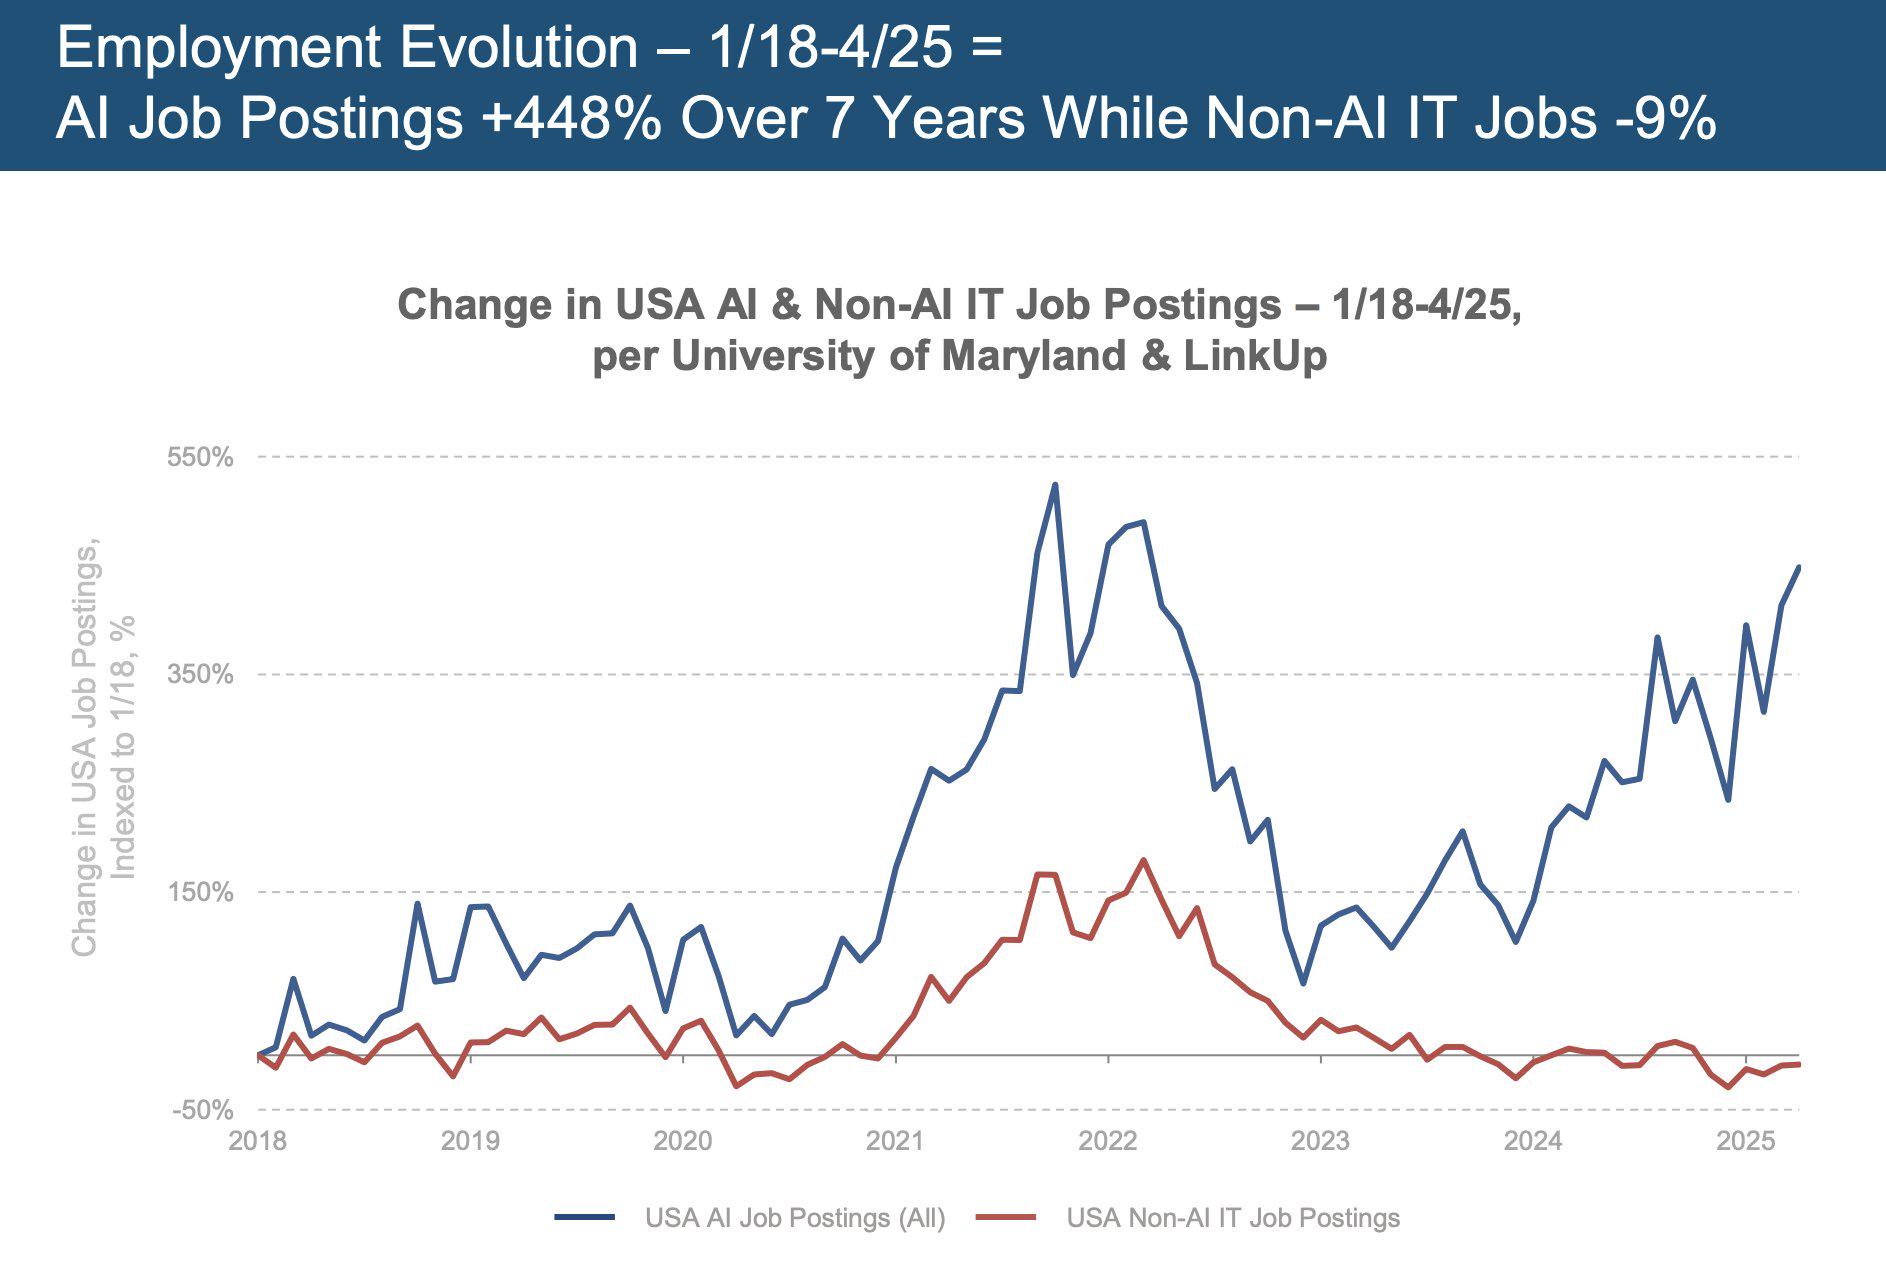 Employment Evolution – 1/18-4/25 =
AI Job Postings +448% Over 7 Years While Non-AI IT Jobs -9%
Change in USA AI & Non-AI IT Job Postings – 1/18-4/25,
per University of Maryland & LinkUp
Change in USA Job Postings,
Indexed to 1/18, %
550%
350%
150%
-50%
2018 2019 2020 2021 2022 2023 2024 2025
USA AI Job Postings (All) USA Non-AI IT Job Postings